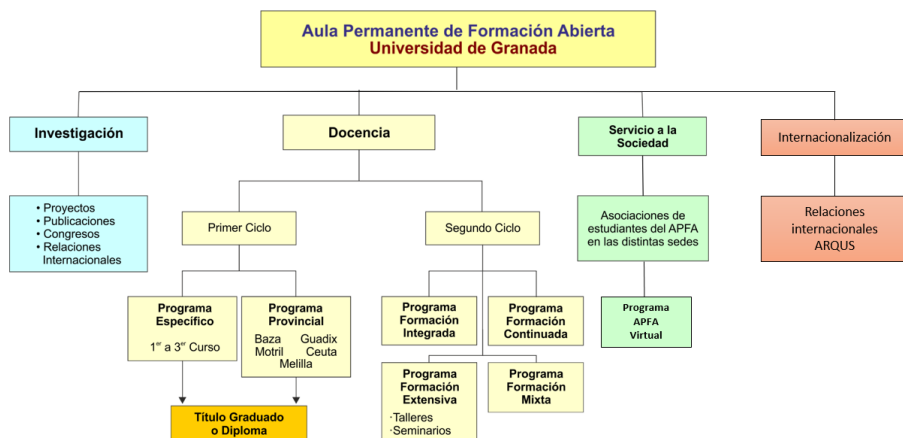 Aula Permanente de Formación Abierta
Universidad de Granada
Investigación
Docencia
Servicio a la
Sociedad
Internacionalización
• Proyectos
• Publicaciones
• Congresos
• Relaciones
Internacionales
Primer Ciclo
Segundo Ciclo
Asociaciones de
estudiantes del APFA
en las distintas sedes
Relaciones
internacionales
ARQUS
Programa
Específico
1er a 3er Curso
Programa
Provincial
Baza Guadix
Motril Ceuta
Melilla
Programa
Formación
Integrada
Programa
Formación
Continuada
Programa
APFA
Virtual
Título Graduado
o Diploma
Programa
Formación
Extensiva
·Talleres
·Seminarios
Programa
Formación
Mixta